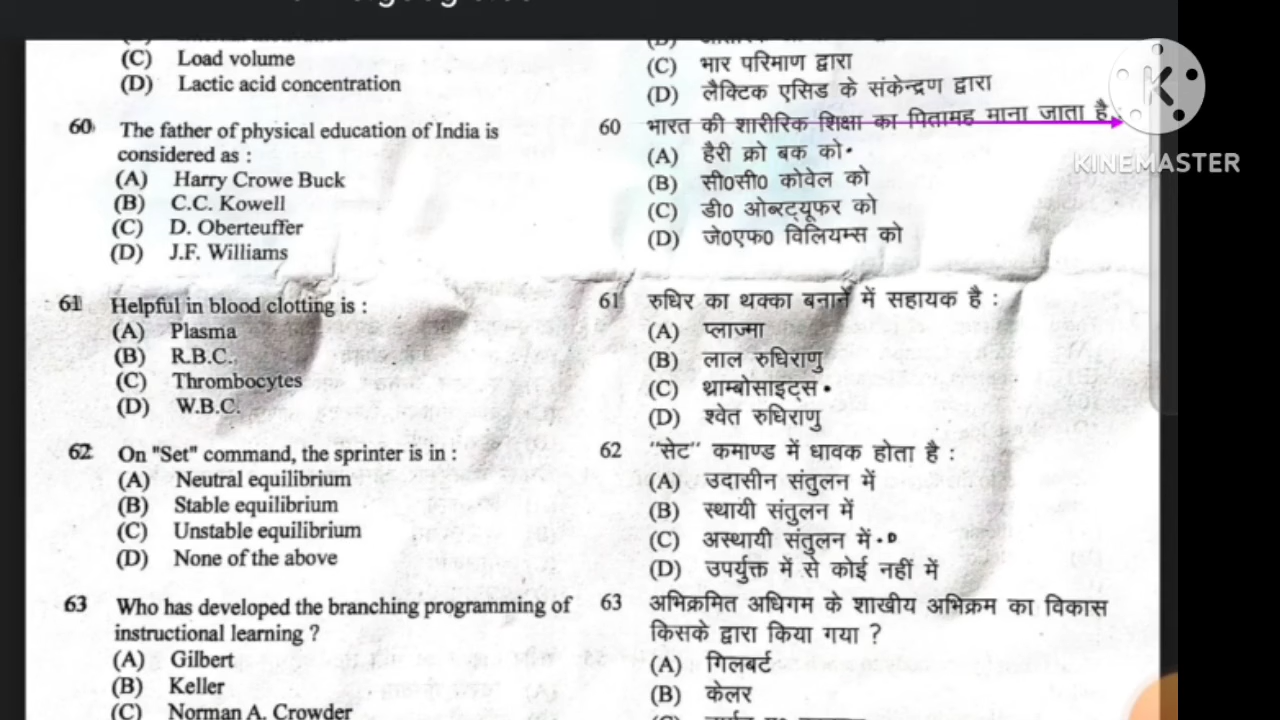 (C) Load volume
(D) Lactic acid concentration
60 The father of physical education of India is
considered as :
(A) Harry Crowe Buck
(B) C.C. Kowell
(C) D. Oberteuffer
(D) J.F. Williams
61 Helpful in blood clotting is :
(A) Plasma
(B) R.B.C.
(C) Thrombocytes
(D) W.B.C.
62 On "Set" command, the sprinter is in :
(A) Neutral equilibrium
(B) Stable equilibrium
(C) Unstable equilibrium
(D) None of the above
63 Who has developed the branching programming of
instructional learning ?
(A) Gilbert
(B) Keller
(C) Norman A. Crowder
(C) भार परिमाण द्वारा
(D) लैक्टिक एसिड के संकेन्द्रण द्वारा
60 भारत की शारीरिक शिक्षा का पितामह माना जाता है :
(A) हैरी क्रो बक को
(B) सी0सी0 कोवेल को
(C) डी0 ओब्रट्यूफर को
(D) जे0एफ0 विलियम्स को
61 रुधिर का थक्का बनाने में सहायक है :
(A) प्लाज्मा
(B) लाल रुधिराणु
(C) थ्राम्बोसाइट्स
(D) श्वेत रुधिराणु
62 "सेट" कमाण्ड में धावक होता है :
(A) उदासीन संतुलन में
(B) स्थायी संतुलन में
(C) अस्थायी संतुलन में
(D) उपर्युक्त में से कोई नहीं में
63 अभिक्रमित अधिगम के शाखीय अभिक्रम का विकास
किसके द्वारा किया गया ?
(A) गिलबर्ट
(B) केलर
KINEMASTER